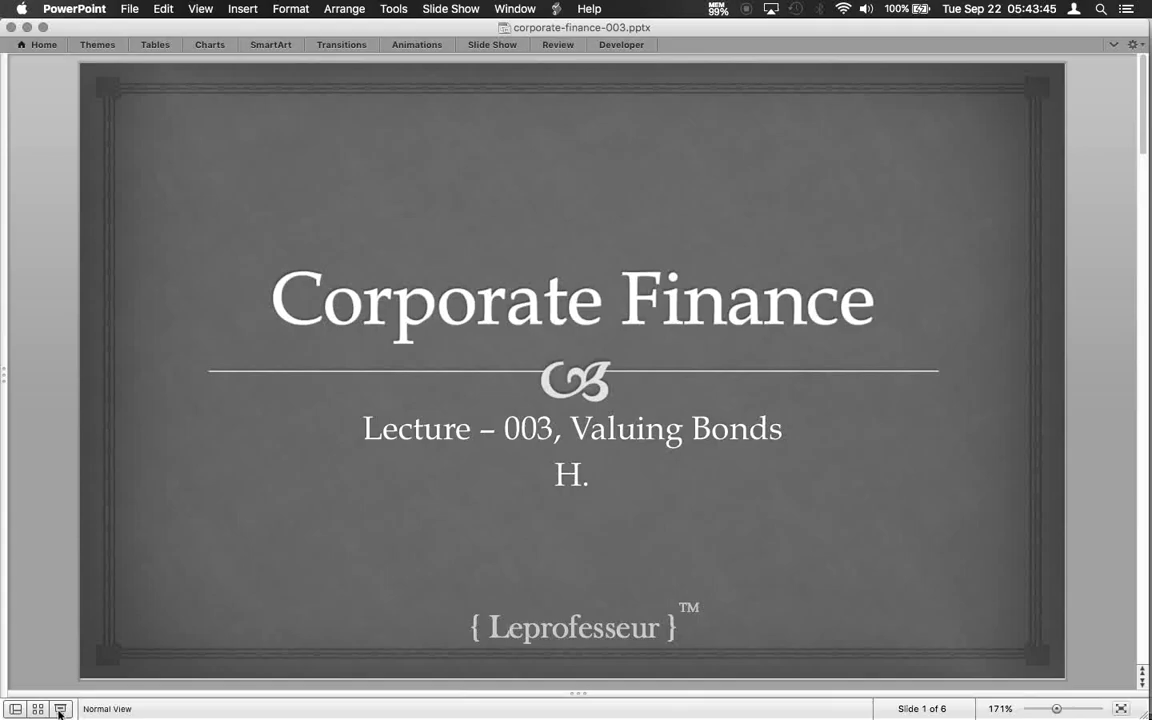 PowerPoint File Edit View Insert Format Arrange Tools Slide Show Window Help MEM 99% 100% Tue Sep 22 05:43:45
corporate-finance-003.pptx
Home Themes Tables Charts SmartArt Transitions Animations Slide Show Review Developer
Corporate Finance
Lecture – 003, Valuing Bonds
H.
{ Leprofesseur }™
Normal View Slide 1 of 6 171%